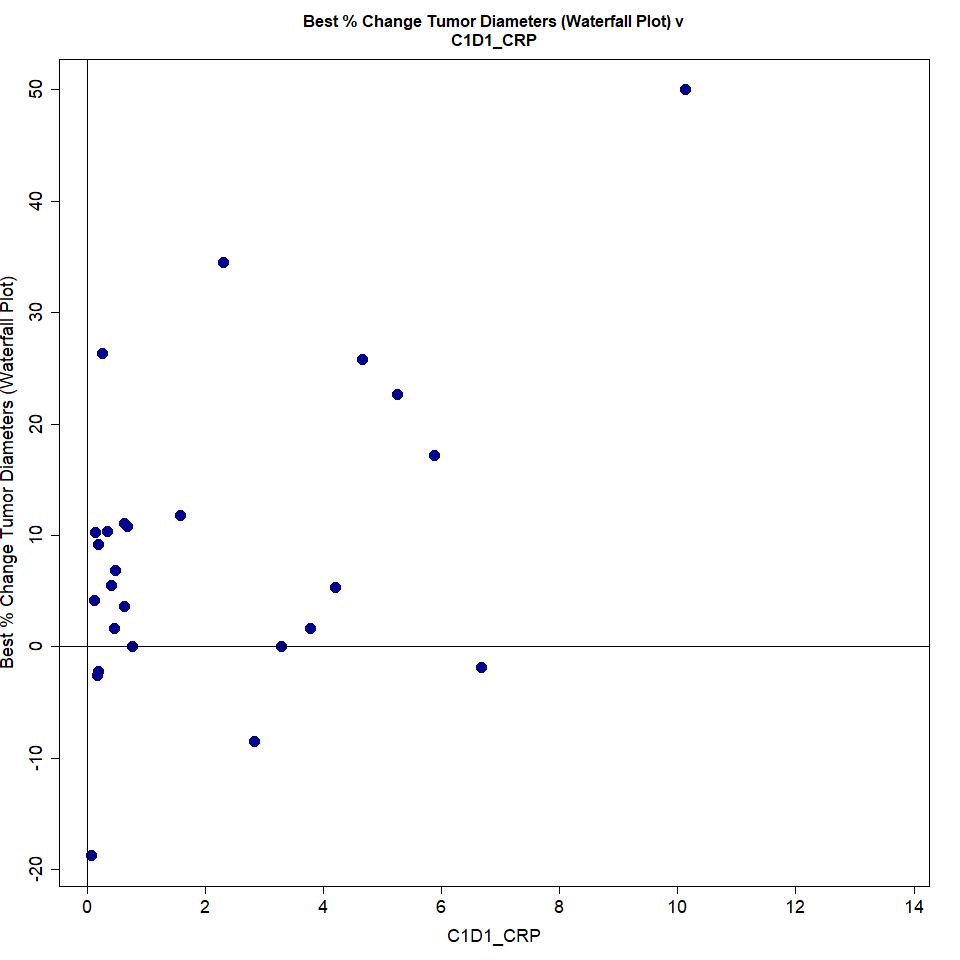 Best % Change Tumor Diameters (Waterfall Plot) v
C1D1_CRP
Best % Change Tumor Diameters (Waterfall Plot)
50
40
30
20
10
0
-10
-20
0 2 4 6 8 10 12 14
C1D1_CRP